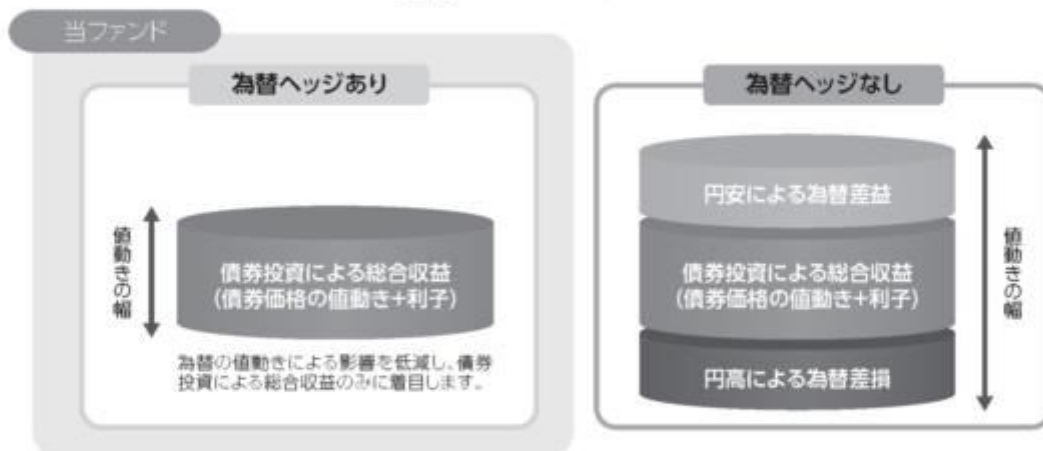 当ファンド
為替ヘッジあり
値動きの幅
債券投資による総合収益
(債券価格の値動き+利子)
為替の値動きによる影響を低減し、債券
投資による総合収益のみに着目します。
為替ヘッジなし
円安による為替差益
債券投資による総合収益
(債券価格の値動き+利子)
円高による為替差損
値動きの幅